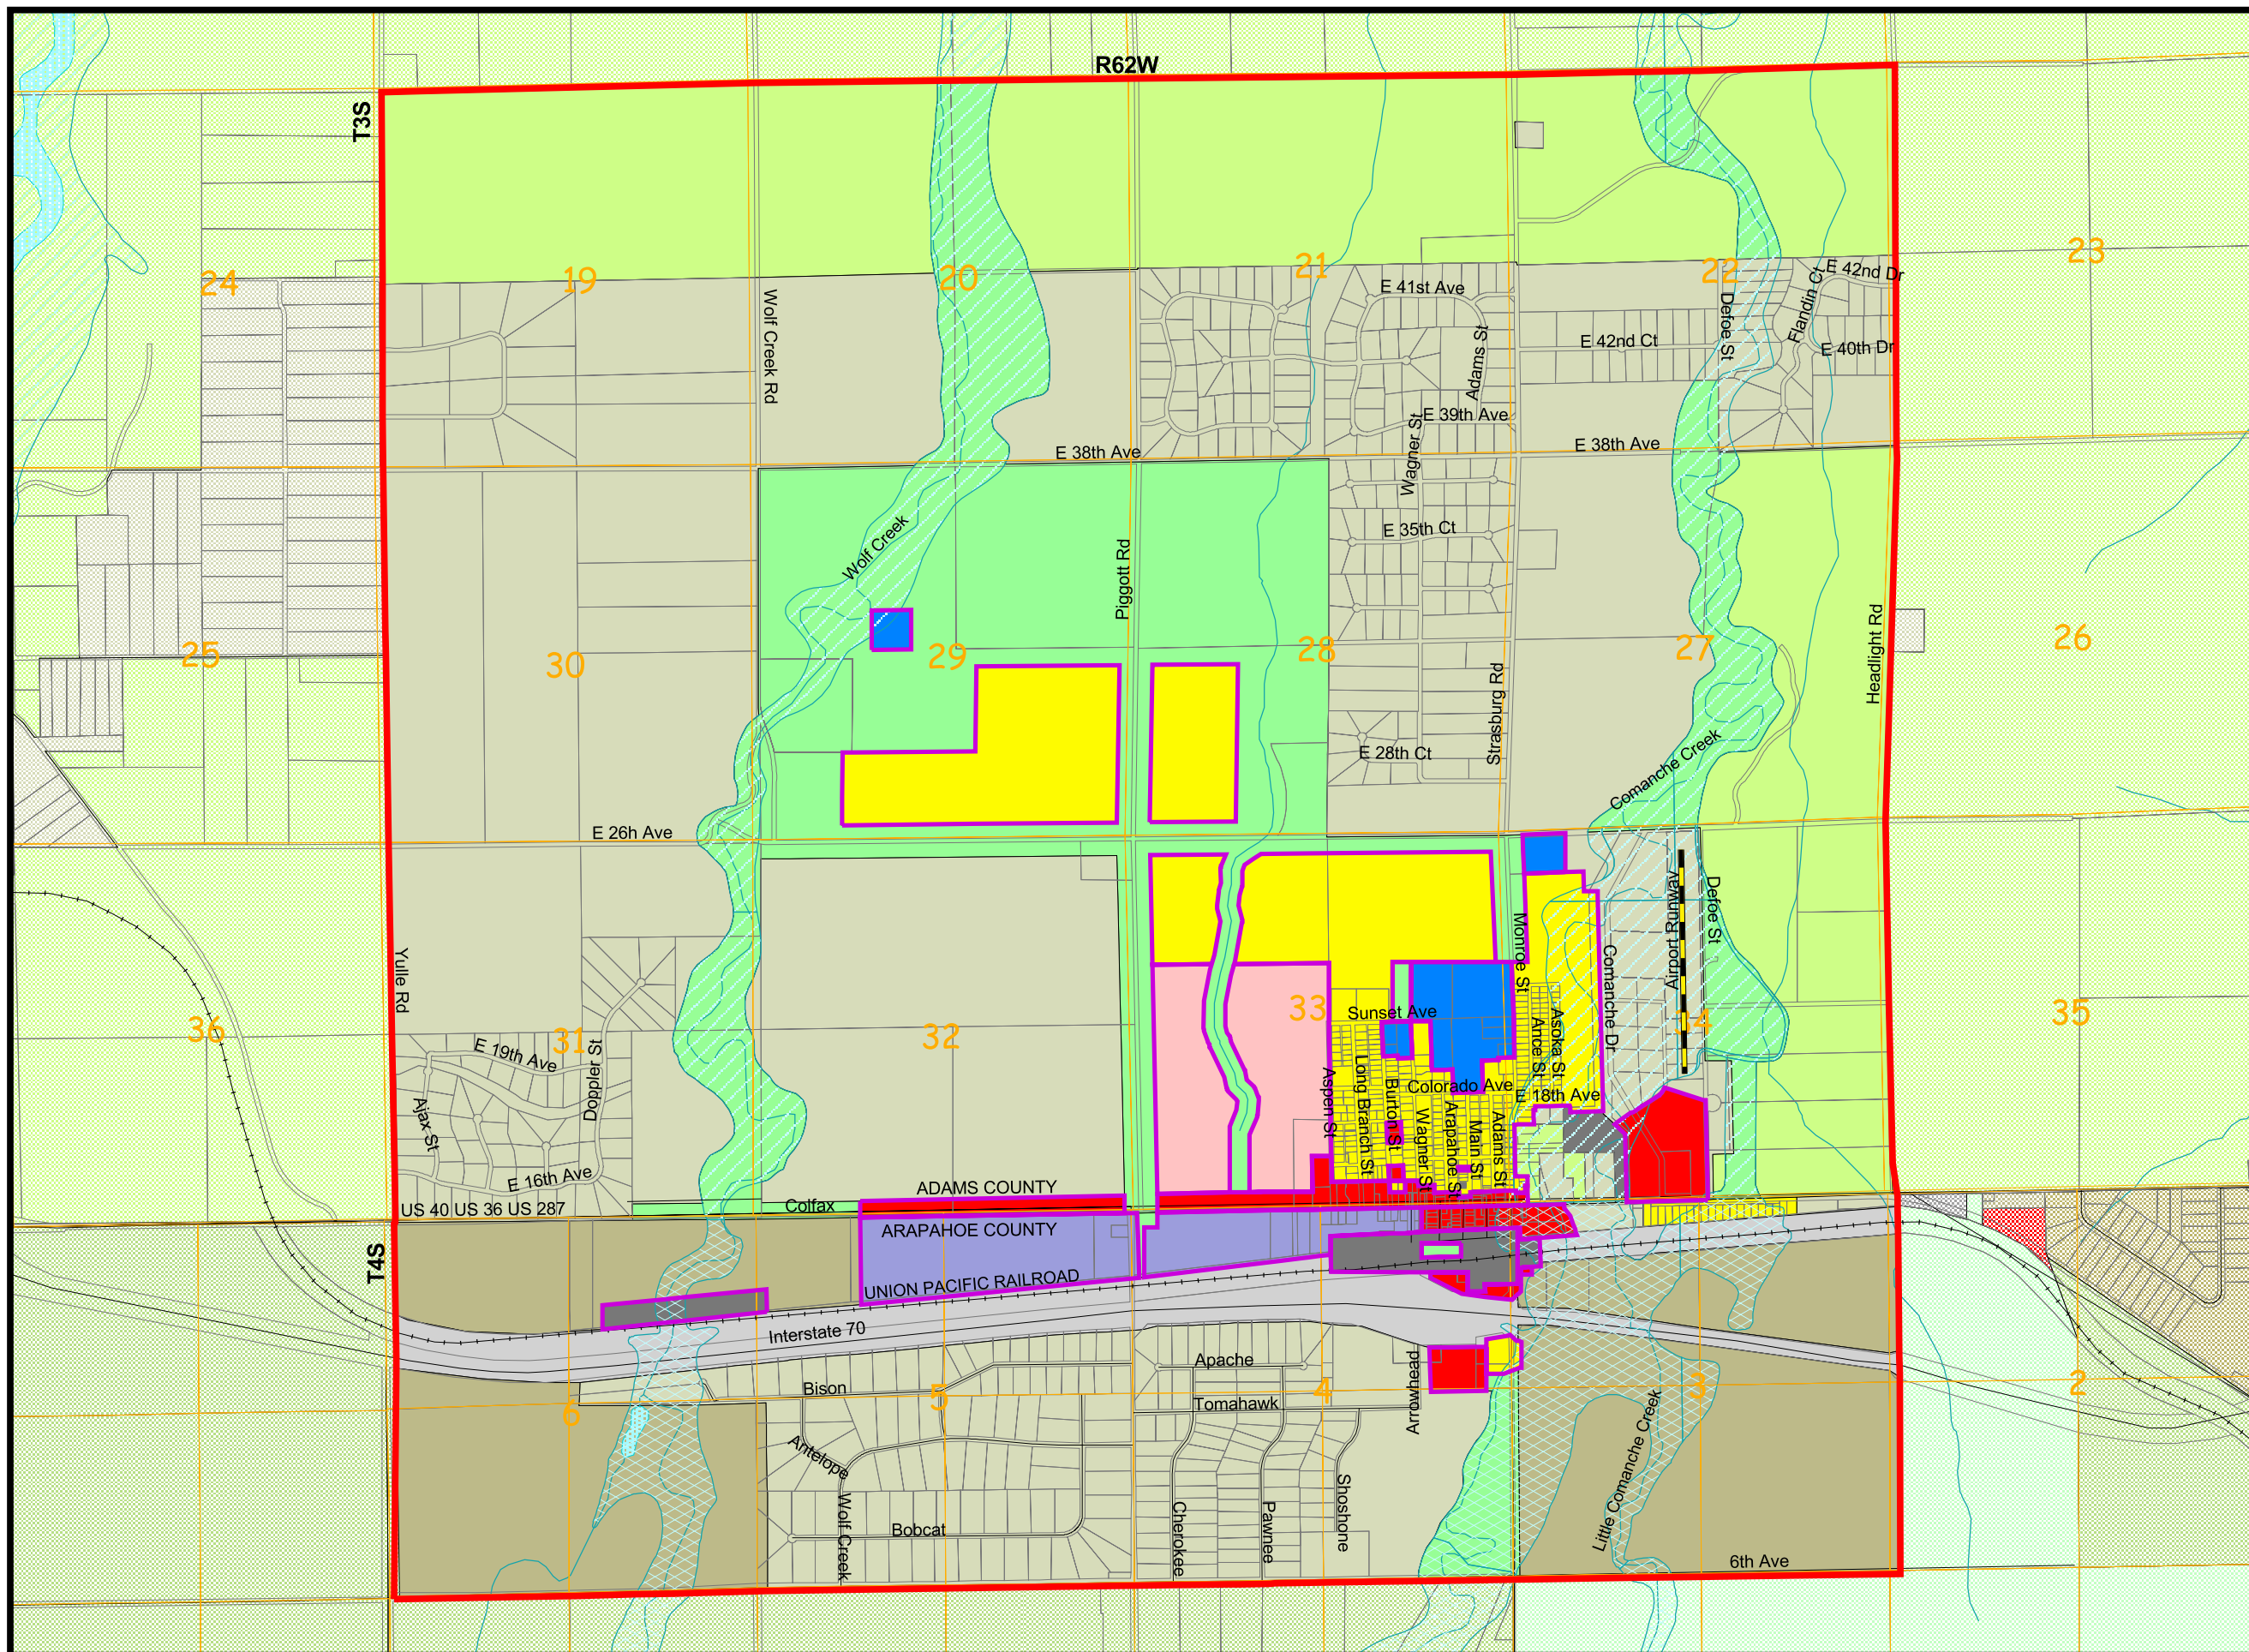 R62W
T3S
24
19
20
21
22
23
E 42nd Dr
Flandin Ct
Defoe St
E 41st Ave
Adams St
E 42nd Ct
E 40th Dr
Wolf Creek Rd
E 39th Ave
Wagner St
E 38th Ave
E 38th Ave
E 35th Ct
Wolf Creek
Piggott Rd
25
30
29
28
27
26
Headlight Rd
Strasburg Rd
E 28th Ct
Comanche Creek
E 26h Ave
Yulle Rd
Monroe St
Comanche Dr
Airport Runway
Defoe St
36
31
32
33
34
35
Sunset Ave
Asoka St
Ance St
E 19th Ave
Doppler St
Ajax St
E 16th Ave
Aspen St
Long Branch St
Burton St
Colorado Ave
E 18th Ave
Wagner St
Arapahoe St
Main St
Adams St
ADAMS COUNTY
US 40 US 36 US 287
Colfax
ARAPAHOE COUNTY
T4S
UNION PACIFIC RAILROAD
Interstate 70
Apache
Arrowhead
Bison
Tomahawk
6
5
4
3
2
Antelope
Wolf Creek
Bobcat
Cherokee
Pawnee
Shoshone
Little Comanche Creek
6th Ave